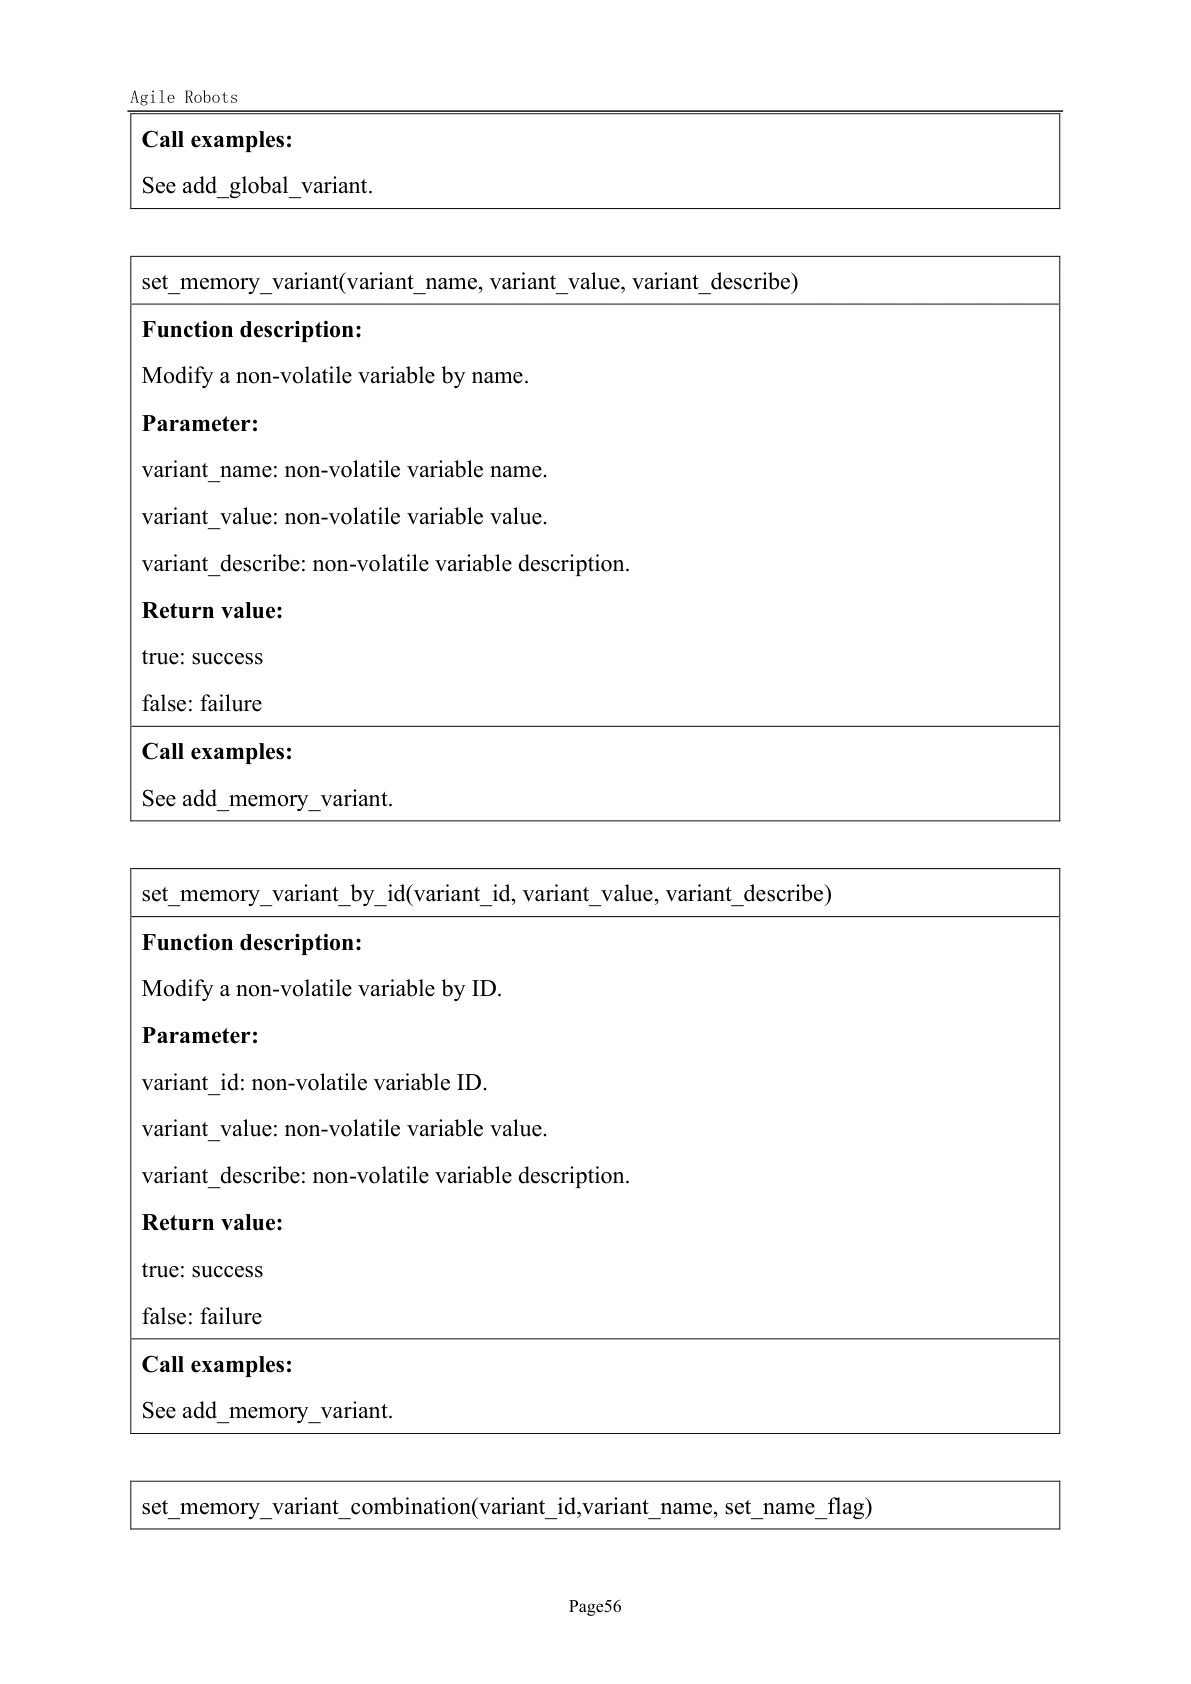 Agile Robots
Call examples:
See add_global_variant.
set_memory_variant(variant_name, variant_value, variant_describe)
Function description:
Modify a non-volatile variable by name.
Parameter:
variant_name: non-volatile variable name.
variant_value: non-volatile variable value.
variant_describe: non-volatile variable description.
Return value:
true: success
false: failure
Call examples:
See add_memory_variant.
set_memory_variant_by_id(variant_id, variant_value, variant_describe)
Function description:
Modify a non-volatile variable by ID.
Parameter:
variant_id: non-volatile variable ID.
variant_value: non-volatile variable value.
variant_describe: non-volatile variable description.
Return value:
true: success
false: failure
Call examples:
See add_memory_variant.
set_memory_variant_combination(variant_id,variant_name, set_name_flag)
Page56